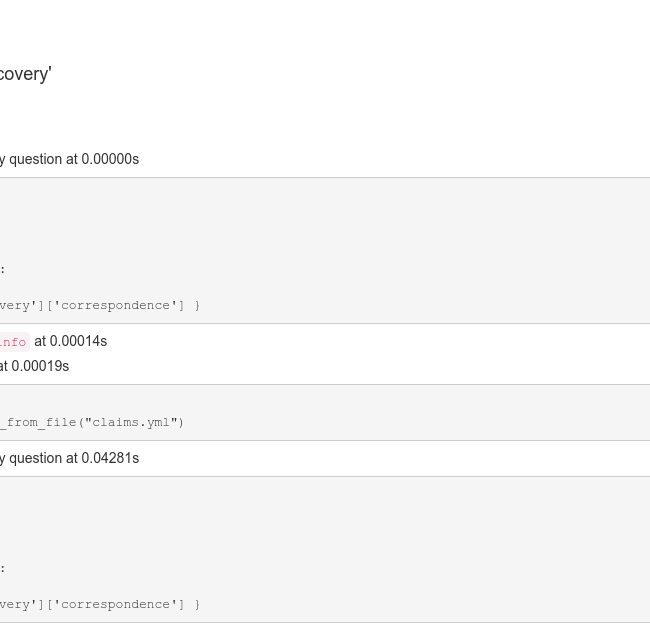 covery'
y question at 0.00000s
:
very']['correspondence'] }
info at 0.00014s
at 0.00019s
_from_file("claims.yml")
y question at 0.04281s
:
very']['correspondence'] }